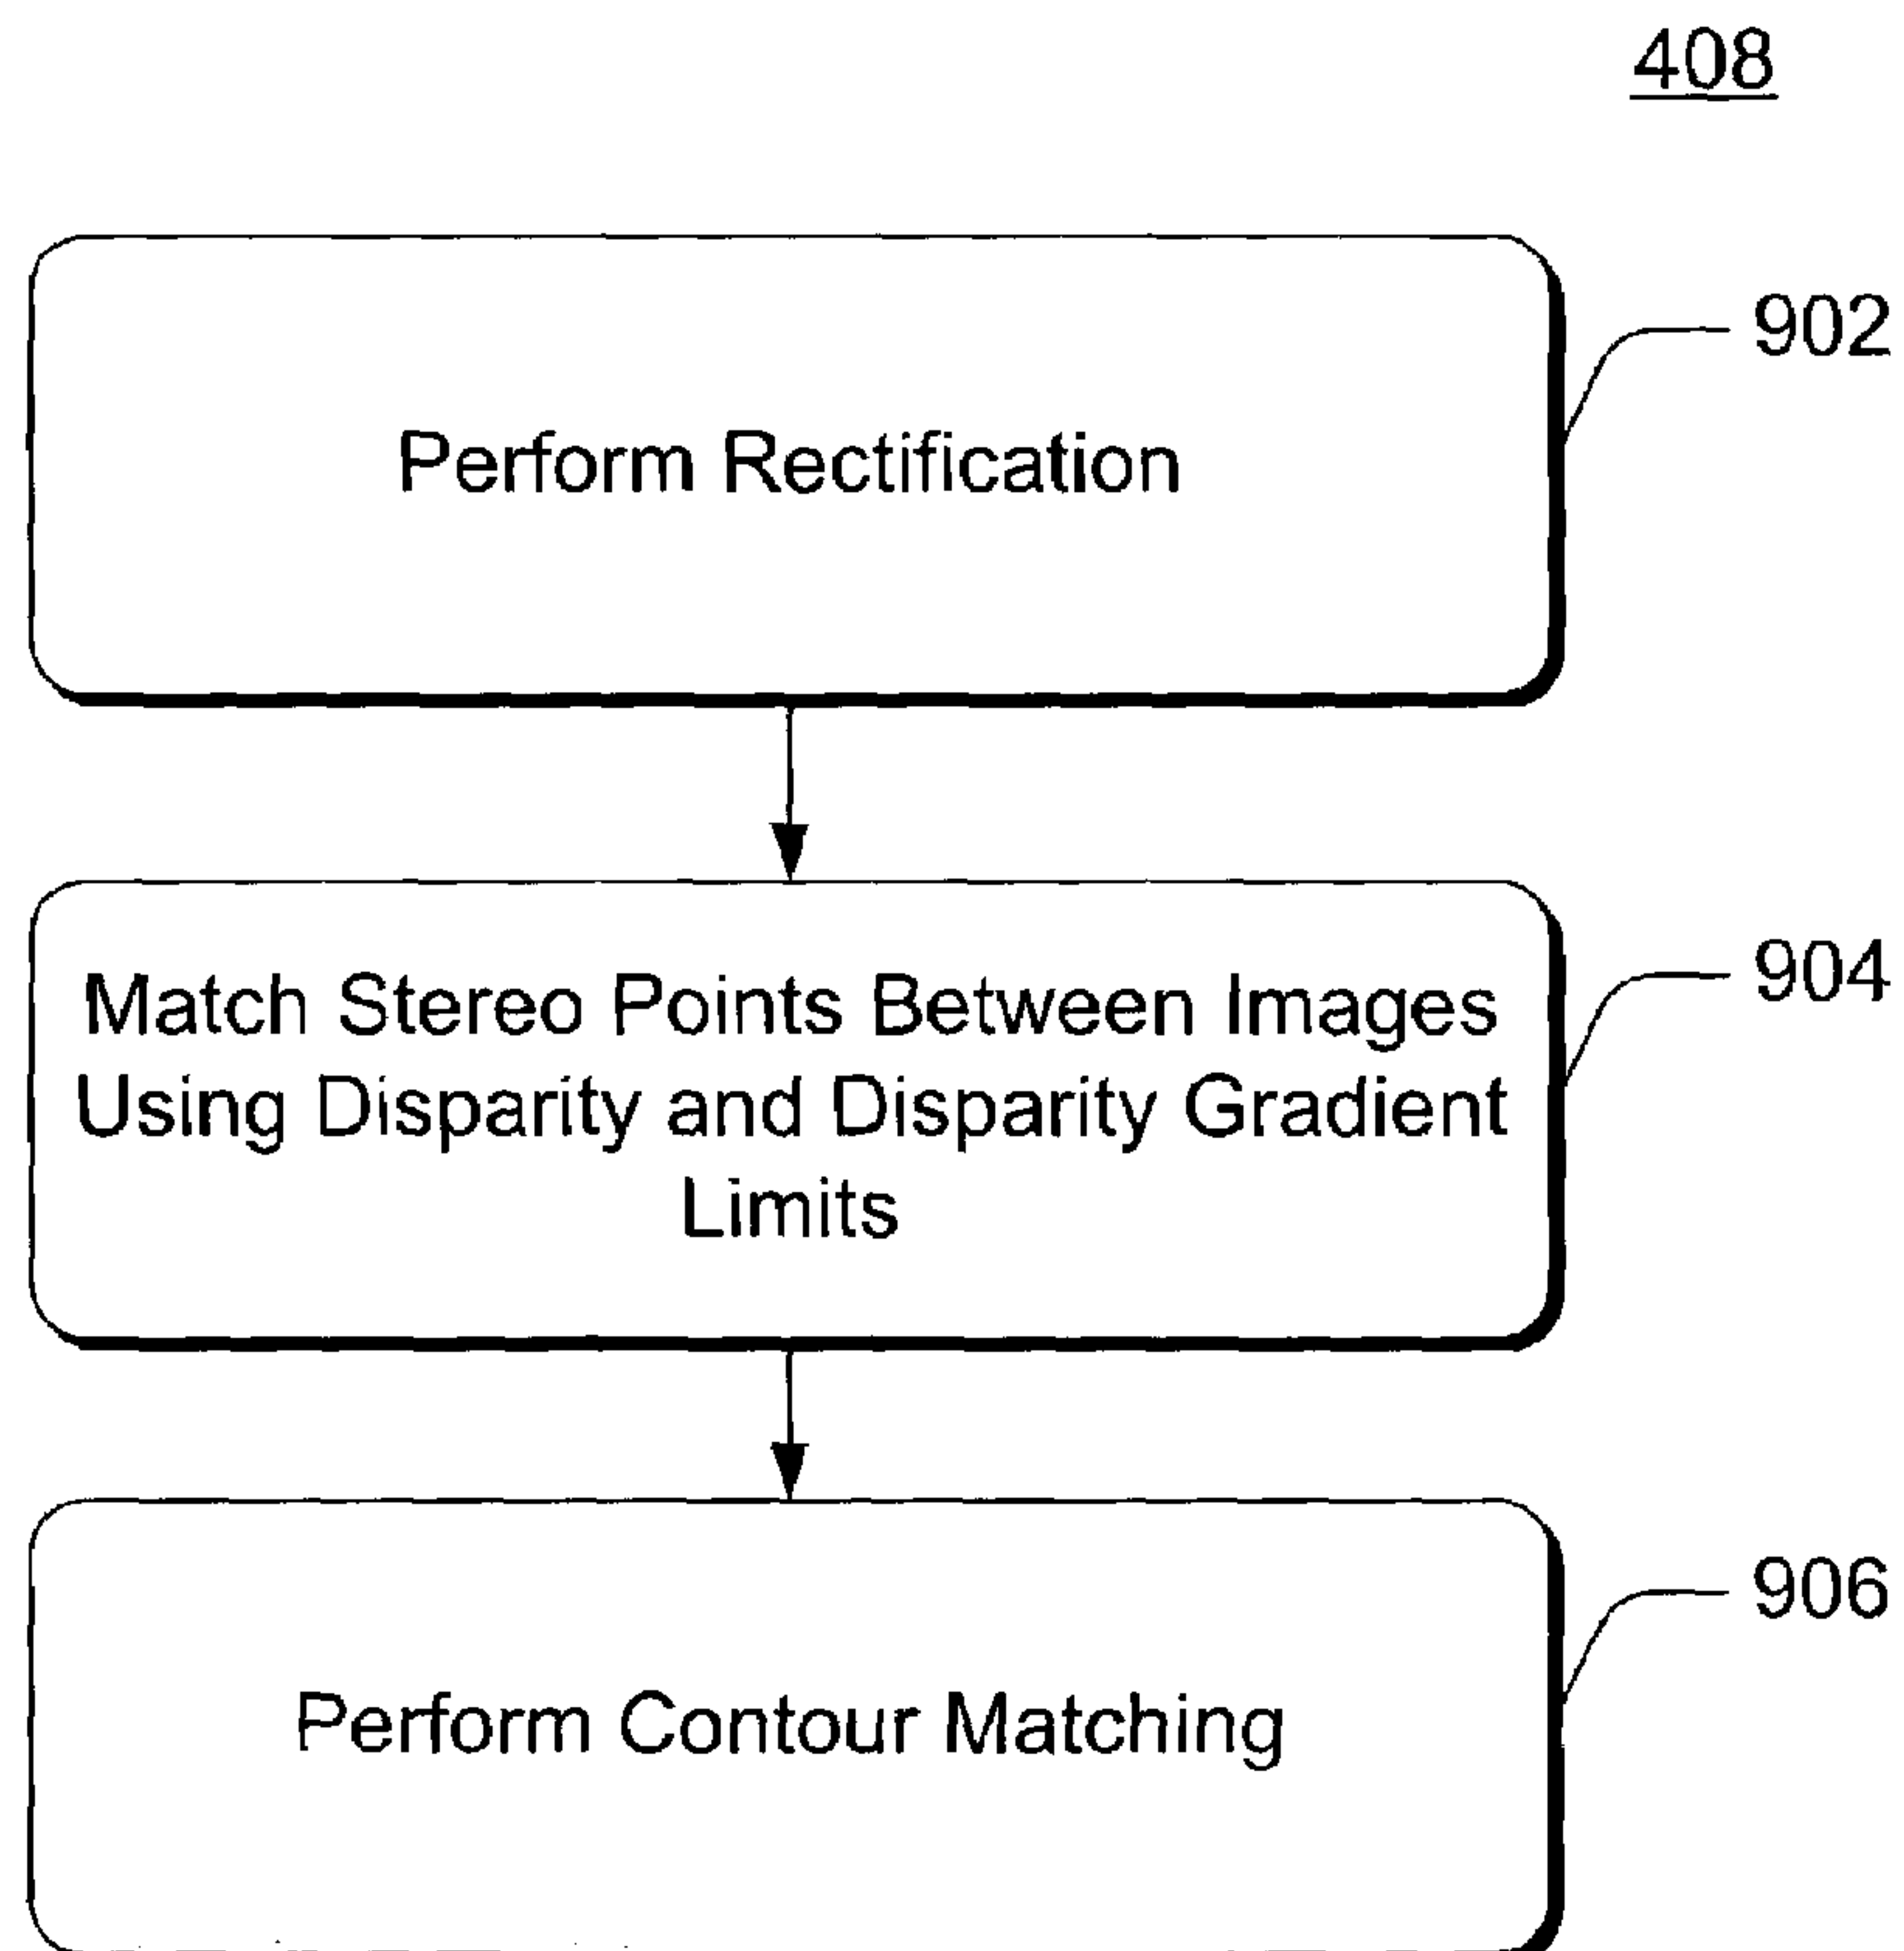 408
902
Perform Rectification
904
Match Stereo Points Between Images
Using Disparity and Disparity Gradient
Limits
906
Perform Contour Matching